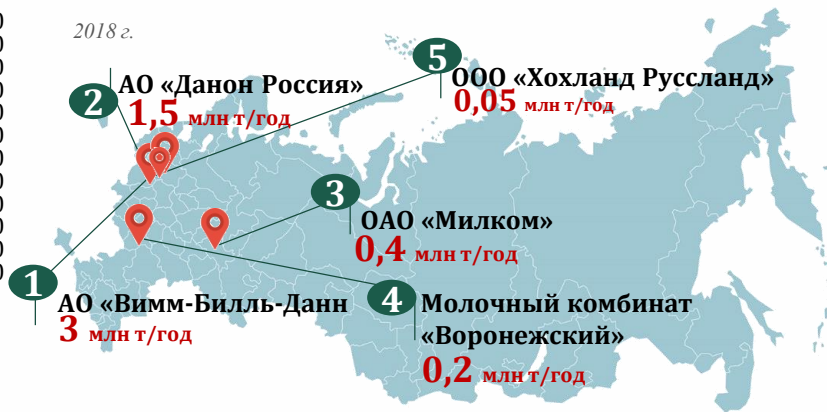 2018 г.
1
АО «Вимм-Билль-Данн
3 млн т/год
2
АО «Данон Россия»
1,5 млн т/год
3
ОАО «Милком»
0,4 млн т/год
4
Молочный комбинат
«Воронежский»
0,2 млн т/год
5
ООО «Хохланд Руссланд»
0,05 млн т/год